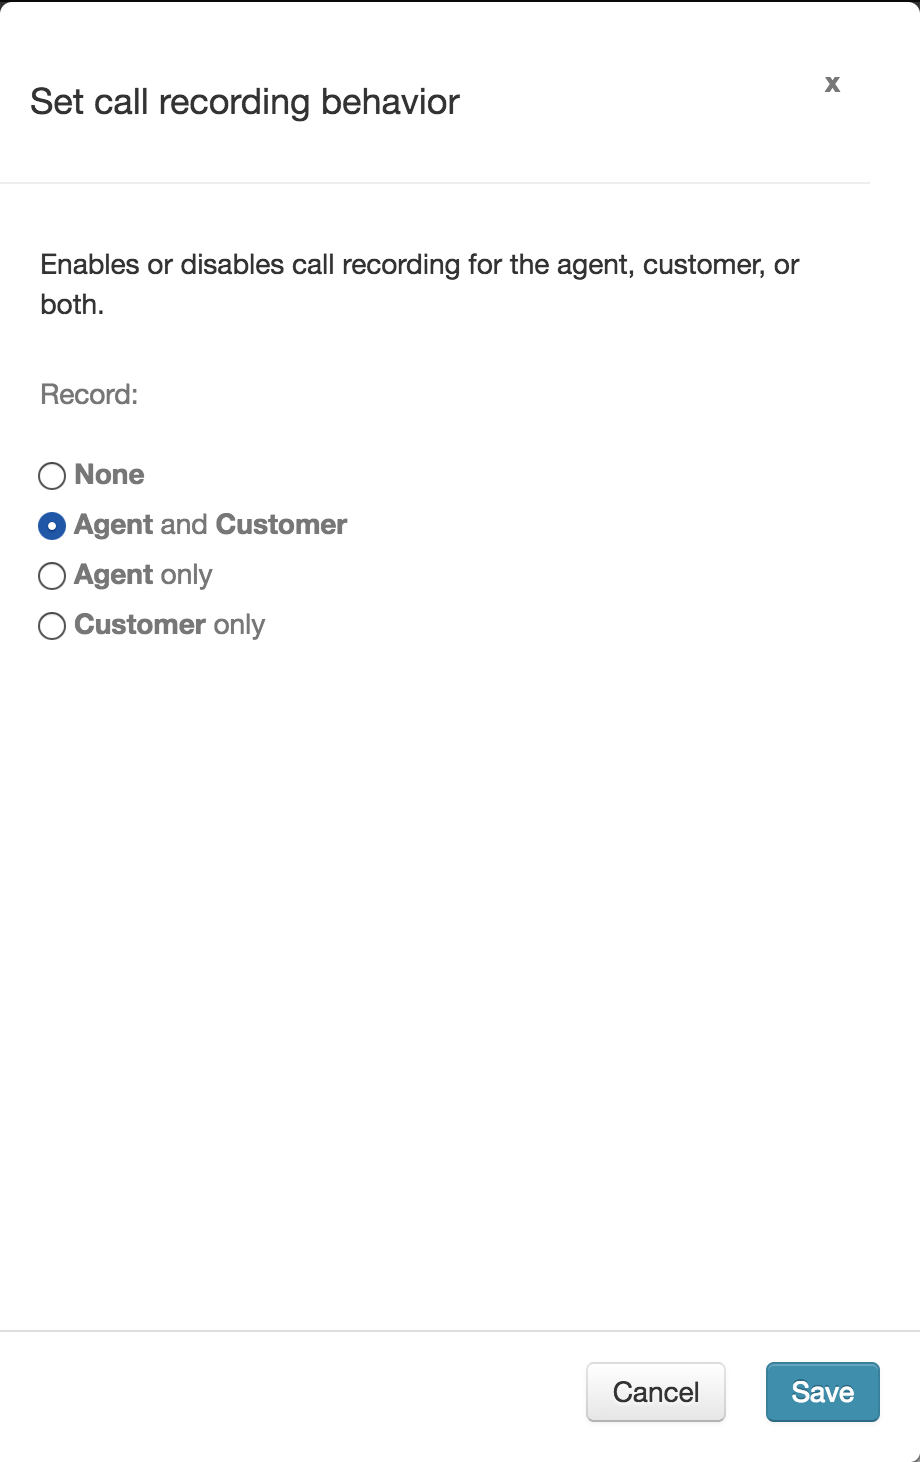 Set call recording behavior
x
Enables or disables call recording for the agent, customer, or
both.
Record:
None
Agent and Customer
Agent only
Customer only
Cancel
Save